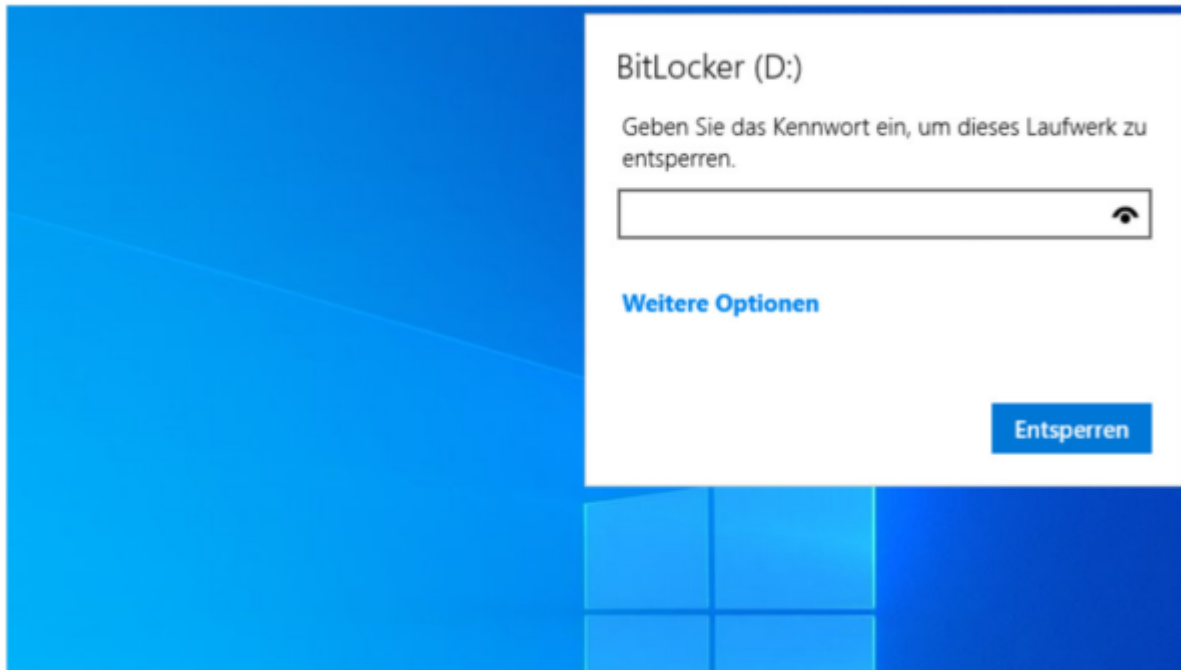 BitLocker (D:)
Geben Sie das Kennwort ein, um dieses Laufwerk zu
entsperren.
Weitere Optionen
Entsperren